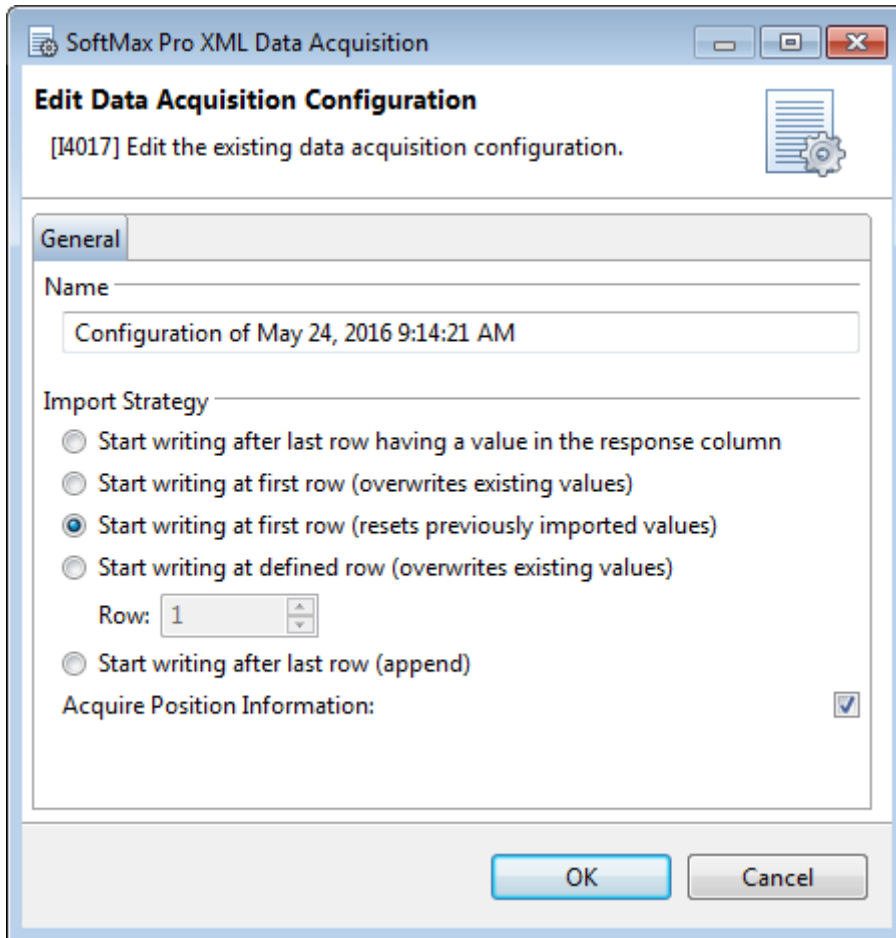 SoftMax Pro XML Data Acquisition
Edit Data Acquisition Configuration
[I4017] Edit the existing data acquisition configuration.
General
Name
Configuration of May 24, 2016 9:14:21 AM
Import Strategy
Start writing after last row having a value in the response column
Start writing at first row (overwrites existing values)
Start writing at first row (resets previously imported values)
Start writing at defined row (overwrites existing values)
Row: 1
Start writing after last row (append)
Acquire Position Information:
OK Cancel